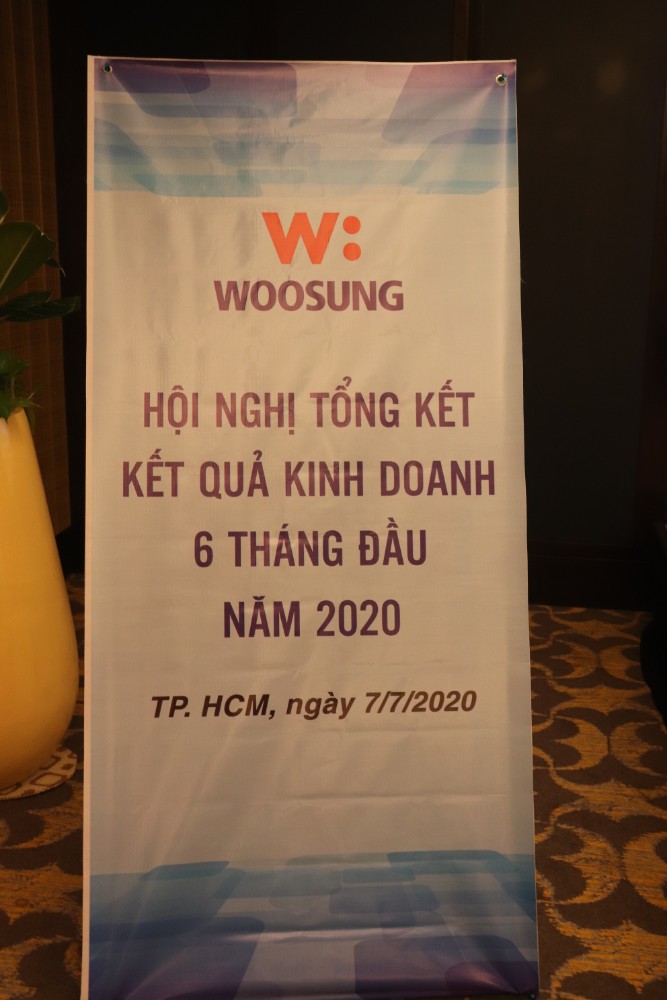 W:
WOOSUNG
HỘI NGHỊ TỔNG KẾT
KẾT QUẢ KINH DOANH
6 THÁNG ĐẦU
NĂM 2020
TP. HCM, ngày 7/7/2020